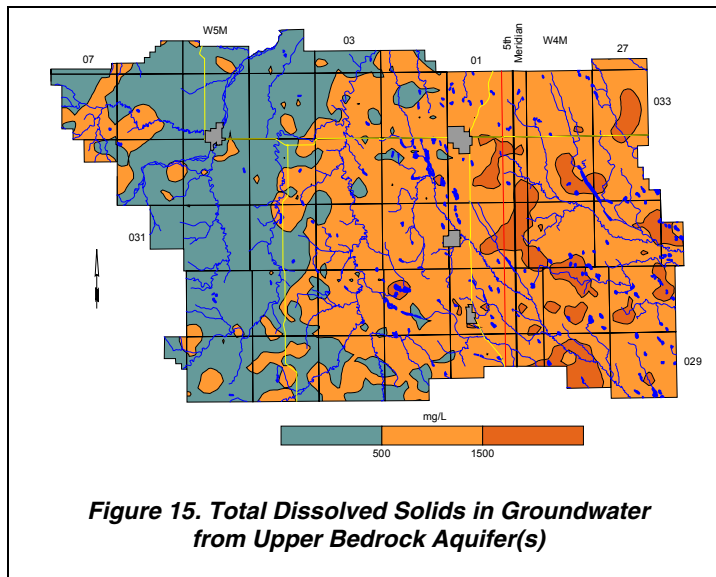 W5M
07
03
01
5th
Meridian
W4M
27
033
031
029
mg/L
500
1500
Figure 15. Total Dissolved Solids in Groundwater
from Upper Bedrock Aquifer(s)